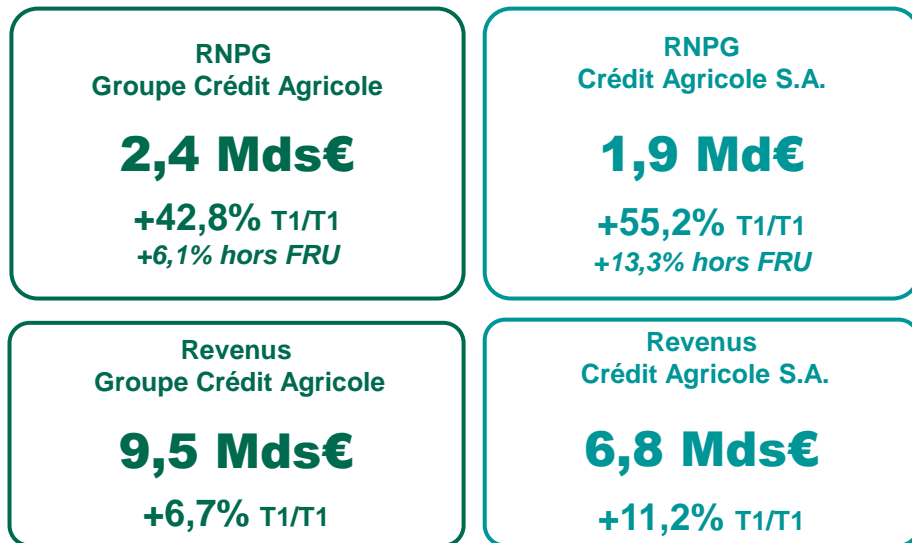 RNPG
Groupe Crédit Agricole
2,4 Mds€
+42,8% T1/T1
+6,1% hors FRU
RNPG
Crédit Agricole S.A.
1,9 Md€
+55,2% T1/T1
+13,3% hors FRU
Revenus
Groupe Crédit Agricole
9,5 Mds€
+6,7% T1/T1
Revenus
Crédit Agricole S.A.
6,8 Mds€
+11,2% T1/T1